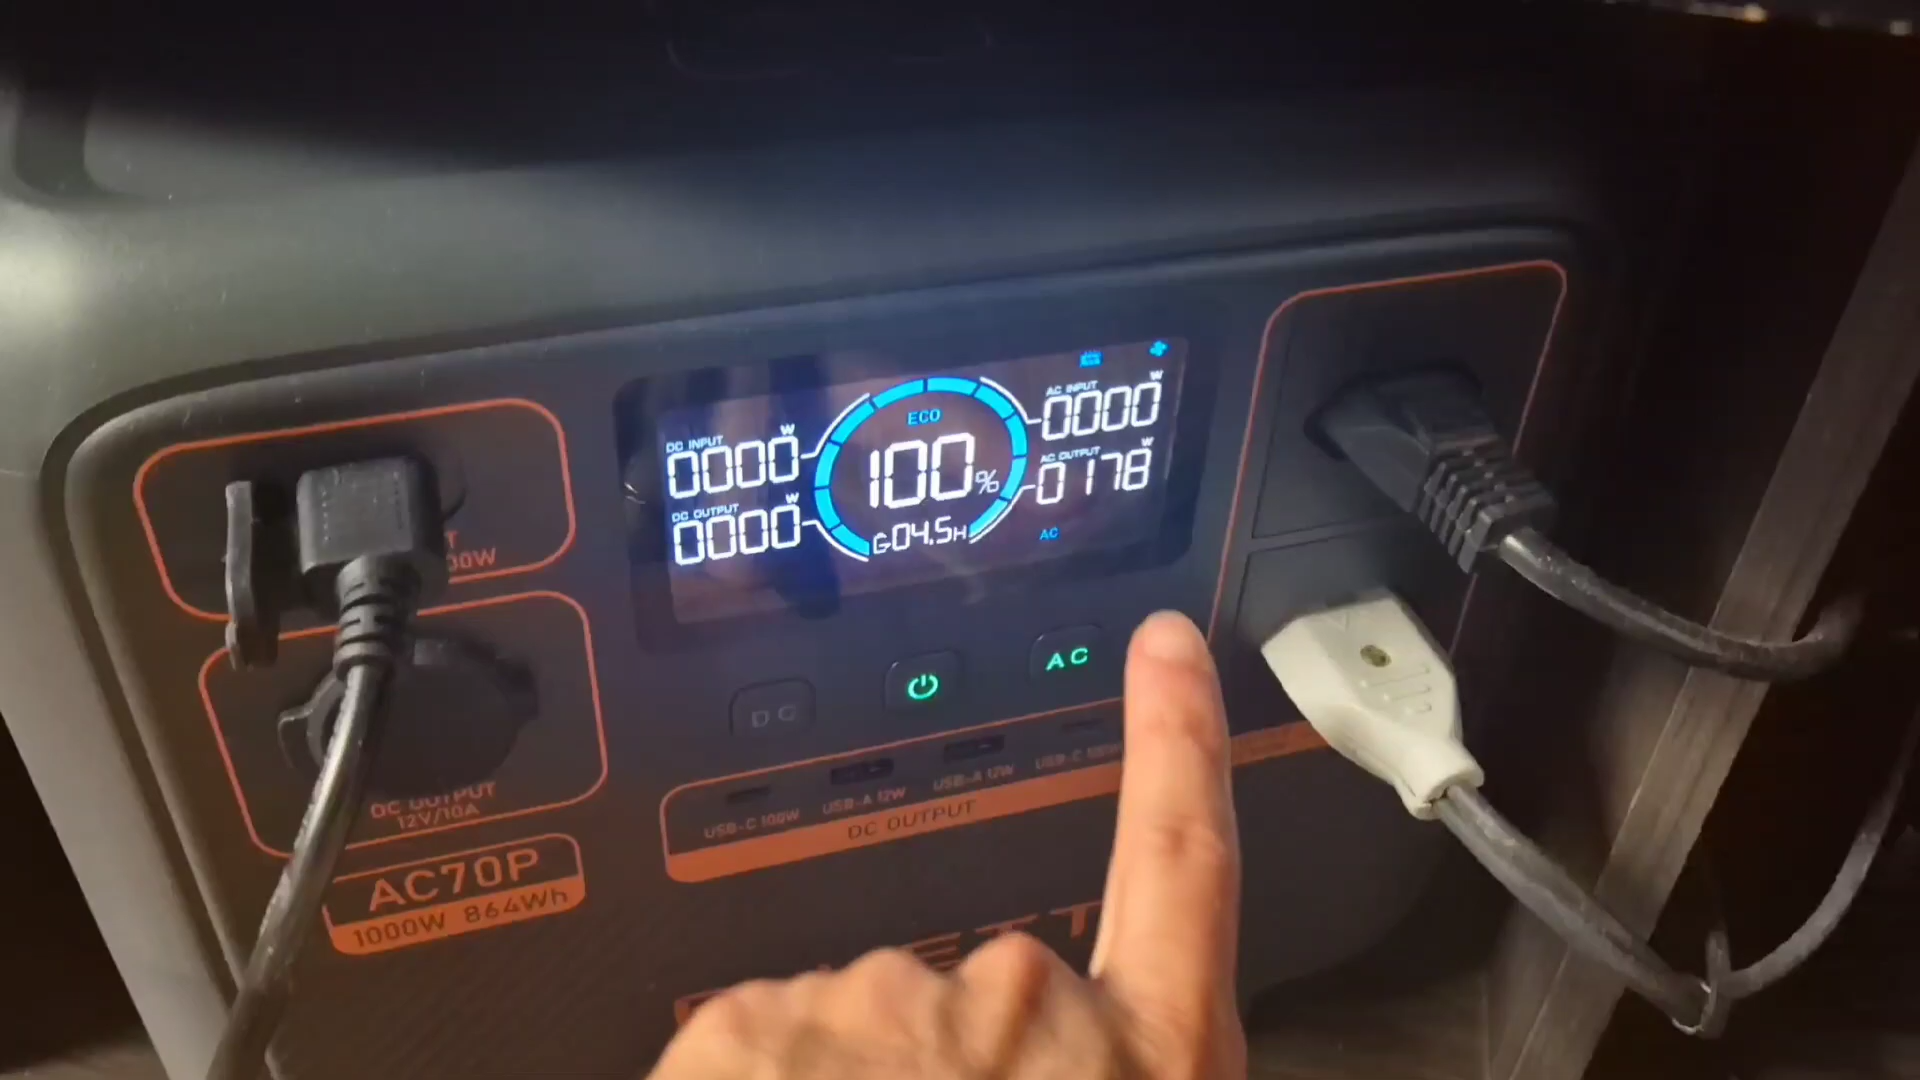 DC INPUT
W
0000
DC OUTPUT
W
0000
ECO
100%
04.5H
AC INPUT
W
0000
AC OUTPUT
W
0178
AC
DC
AC
00W
DC OUTPUT
12V/10A
USB-C 100W
USB-A 12W
USB-A 12W
USB-C 100W
DC OUTPUT
AC70P
1000W 864Wh